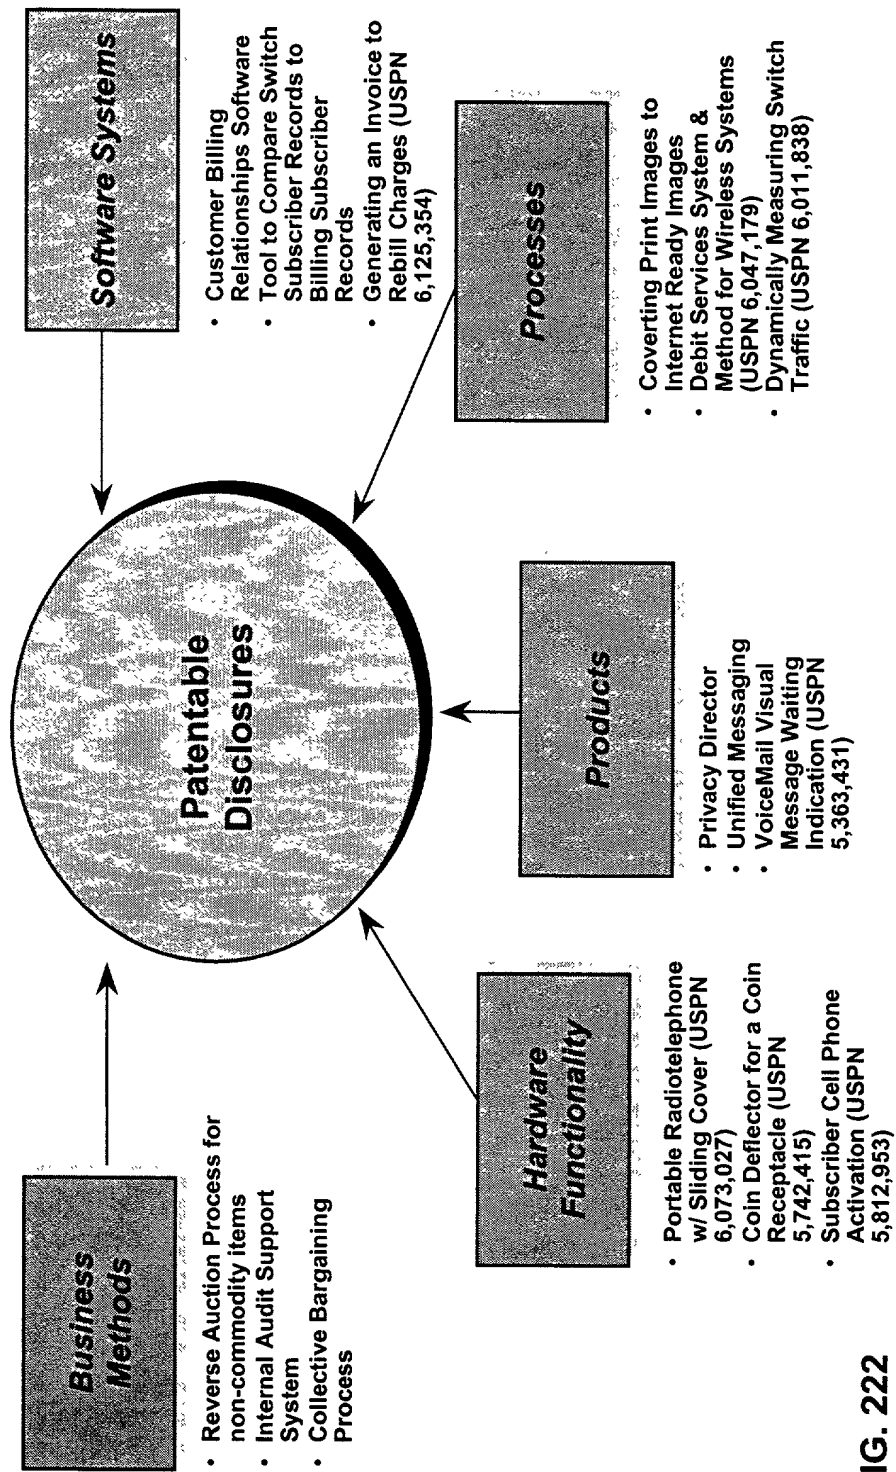 Patentable
Disclosures
Business
Methods
• Reverse Auction Process for
non-commodity items
• Internal Audit Support
System
• Collective Bargaining
Process
Hardware
Functionality
• Portable Radiotelephone
w/ Sliding Cover (USPN
6,073,027)
• Coin Deflector for a Coin
Receptacle (USPN
5,742,415)
• Subscriber Cell Phone
Activation (USPN
5,812,953)
Products
• Privacy Director
• Unified Messaging
• VoiceMail Visual
Message Waiting
Indication (USPN
5,363,431)
Processes
• Coverting Print Images to
Internet Ready Images
• Debit Services System &
Method for Wireless Systems
(USPN 6,047,179)
• Dynamically Measuring Switch
Traffic (USPN 6,011,838)
Software Systems
• Customer Billing
Relationships Software
• Tool to Compare Switch
Subscriber Records to
Billing Subscriber
Records
• Generating an Invoice to
Rebill Charges (USPN
6,125,354)
IG. 222